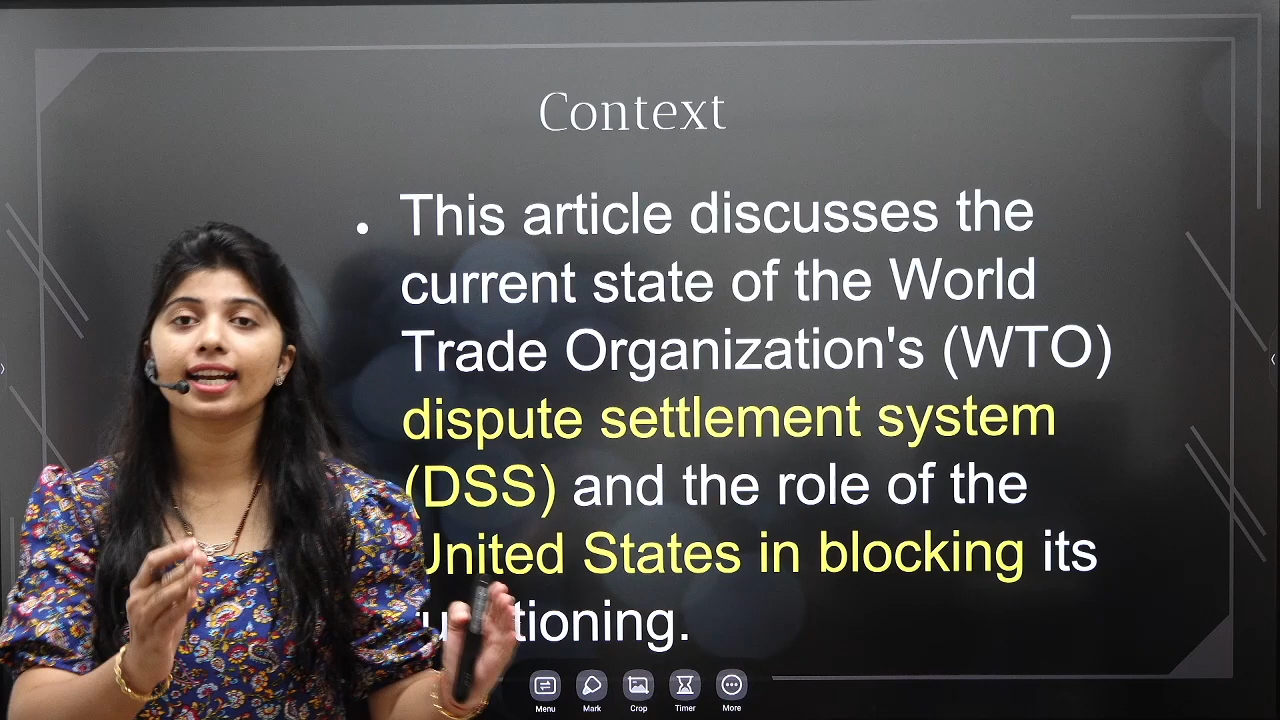 Context
• This article discusses the
current state of the World
Trade Organization's (WTO)
dispute settlement system
(DSS) and the role of the
United States in blocking its
Menu Mark Crop Timer More